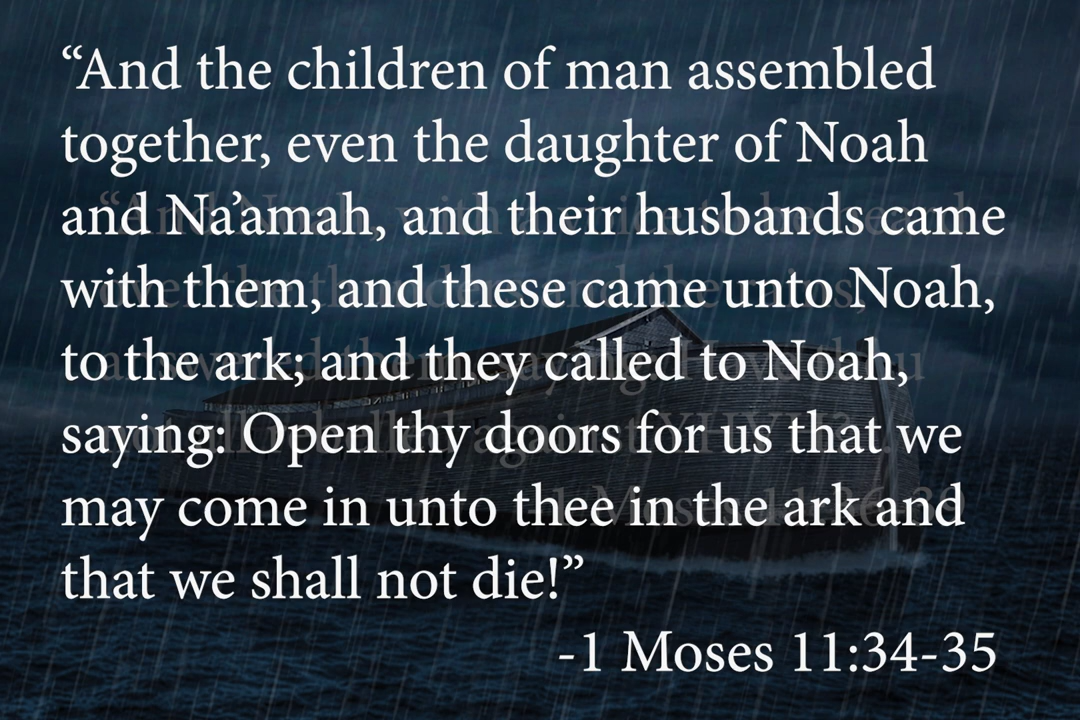 “And the children of man assembled
together, even the daughter of Noah
and Na’amah, and their husbands came
with them, and these came unto Noah,
to the ark; and they called to Noah,
saying: Open thy doors for us that we
may come in unto thee in the ark and
that we shall not die!”
-1 Moses 11:34-35